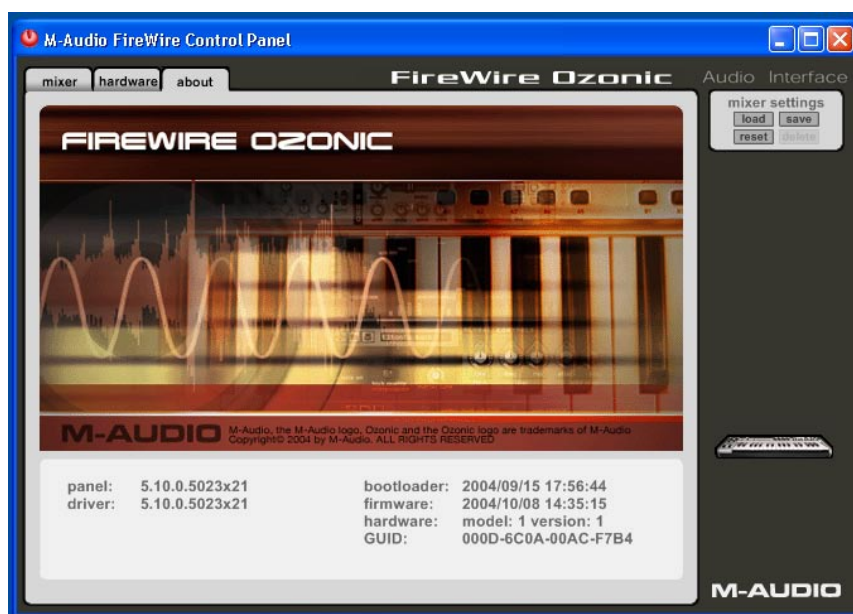 M-Audio FireWire Control Panel
mixer hardware about
FireWire Ozonic Audio Interface
mixer settings
load save
reset delete
FIREWIRE OZONIC
M-AUDIO
M-Audio, the M-Audio logo, Ozonic and the Ozonic logo are trademarks of M-Audio
Copyright© 2004 by M-Audio. ALL RIGHTS RESERVED
panel: 5.10.0.5023x21
driver: 5.10.0.5023x21
bootloader: 2004/09/15 17:56:44
firmware: 2004/10/08 14:35:15
hardware: model: 1 version: 1
GUID: 000D-6C0A-00AC-F7B4
M-AUDIO